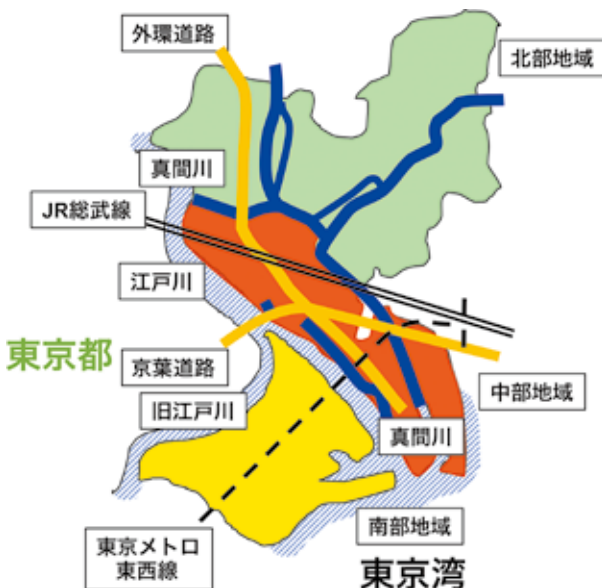 外環道路
北部地域
真間川
JR総武線
江戸川
東京都
京葉道路
中部地域
旧江戸川
真間川
南部地域
東京メトロ
東西線
東京湾